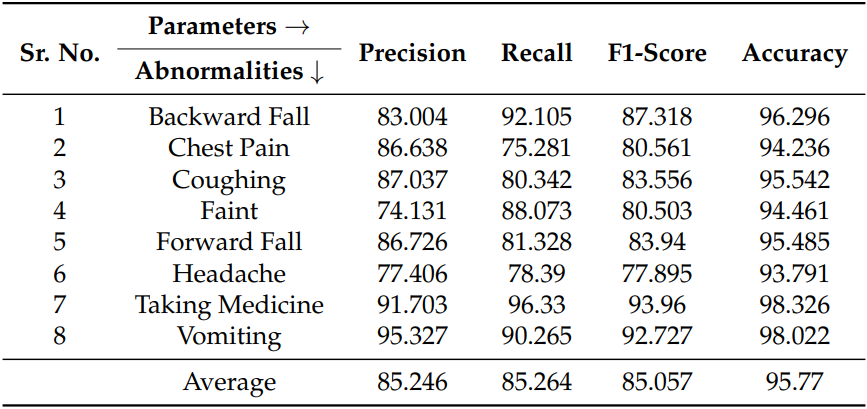 Sr. No. Parameters → Precision Recall F1-Score Accuracy
Abnormalities ↓
1 Backward Fall 83.004 92.105 87.318 96.296
2 Chest Pain 86.638 75.281 80.561 94.236
3 Coughing 87.037 80.342 83.556 95.542
4 Faint 74.131 88.073 80.503 94.461
5 Forward Fall 86.726 81.328 83.94 95.485
6 Headache 77.406 78.39 77.895 93.791
7 Taking Medicine 91.703 96.33 93.96 98.326
8 Vomiting 95.327 90.265 92.727 98.022
Average 85.246 85.264 85.057 95.77